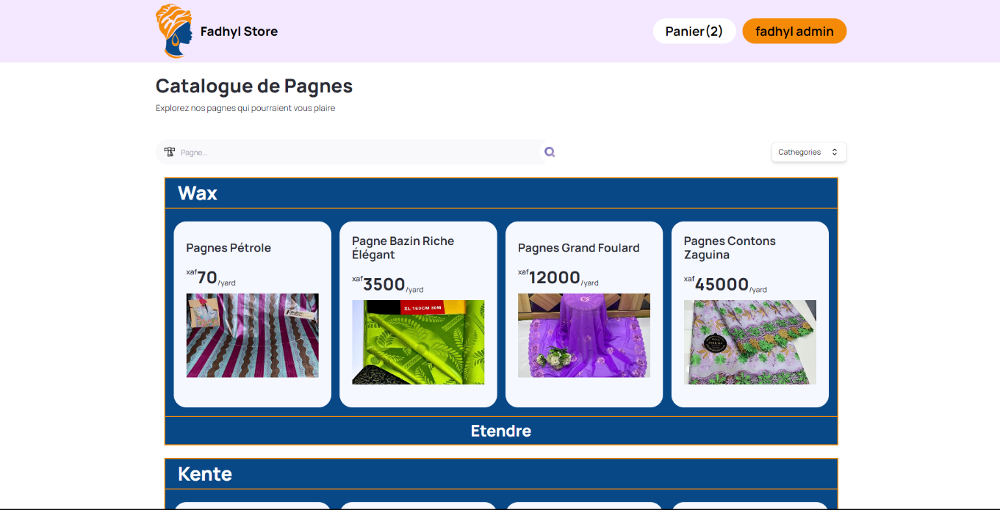 Fadhyl Store
Panier(2)
fadhyl admin
Catalogue de Pagnes
Explorez nos pagnes qui pourraient vous plaire
Pagne...
Cathegories
Wax
Pagnes Pétrole
xaf70/yard
Pagne Bazin Riche
Élégant
xaf3500/yard
XL 160CM 30M
Pagnes Grand Foulard
xaf12000/yard
Pagnes Contons
Zaguina
xaf45000/yard
Etendre
Kente